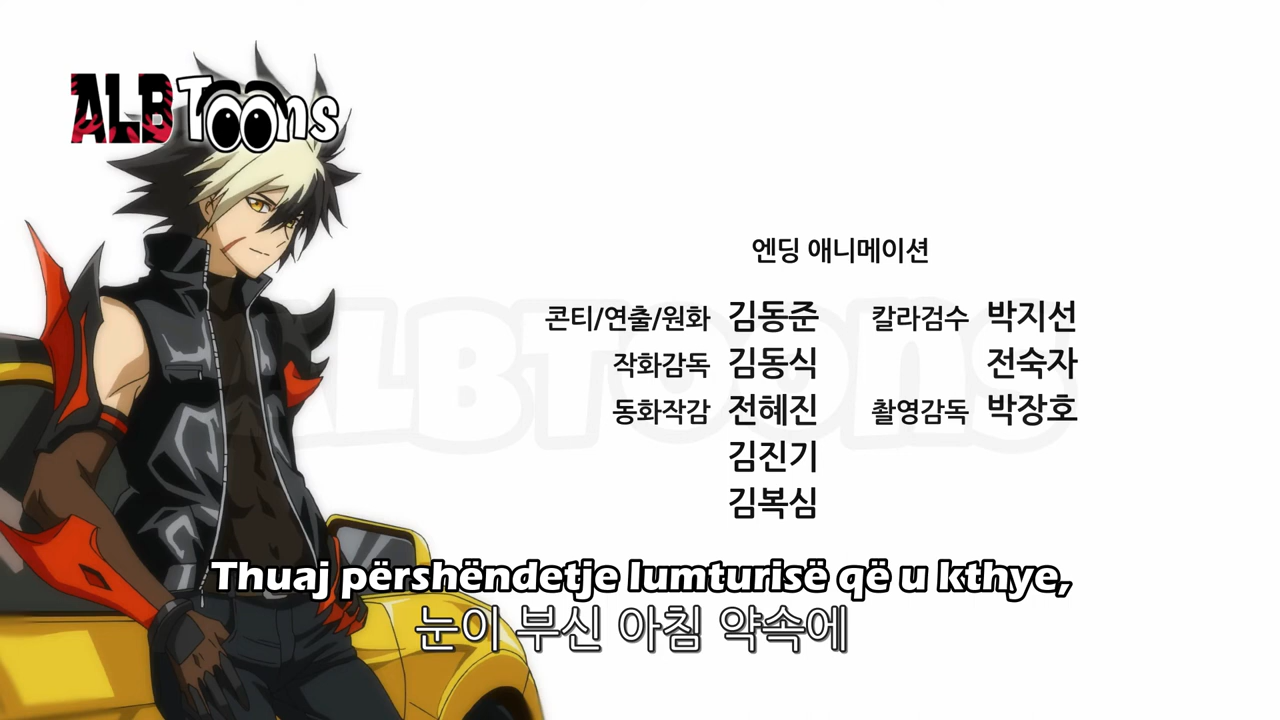 ALBToons
엔딩 애니메이션
콘티/연출/원화 김동준 칼라검수 박지선
작화감독 김동식 전숙자
동화작감 전혜진 촬영감독 박장호
김진기
김복심
ALBToons
Thuaj përshëndetje lumturisë që u kthye,
눈이 부신 아침 약속에